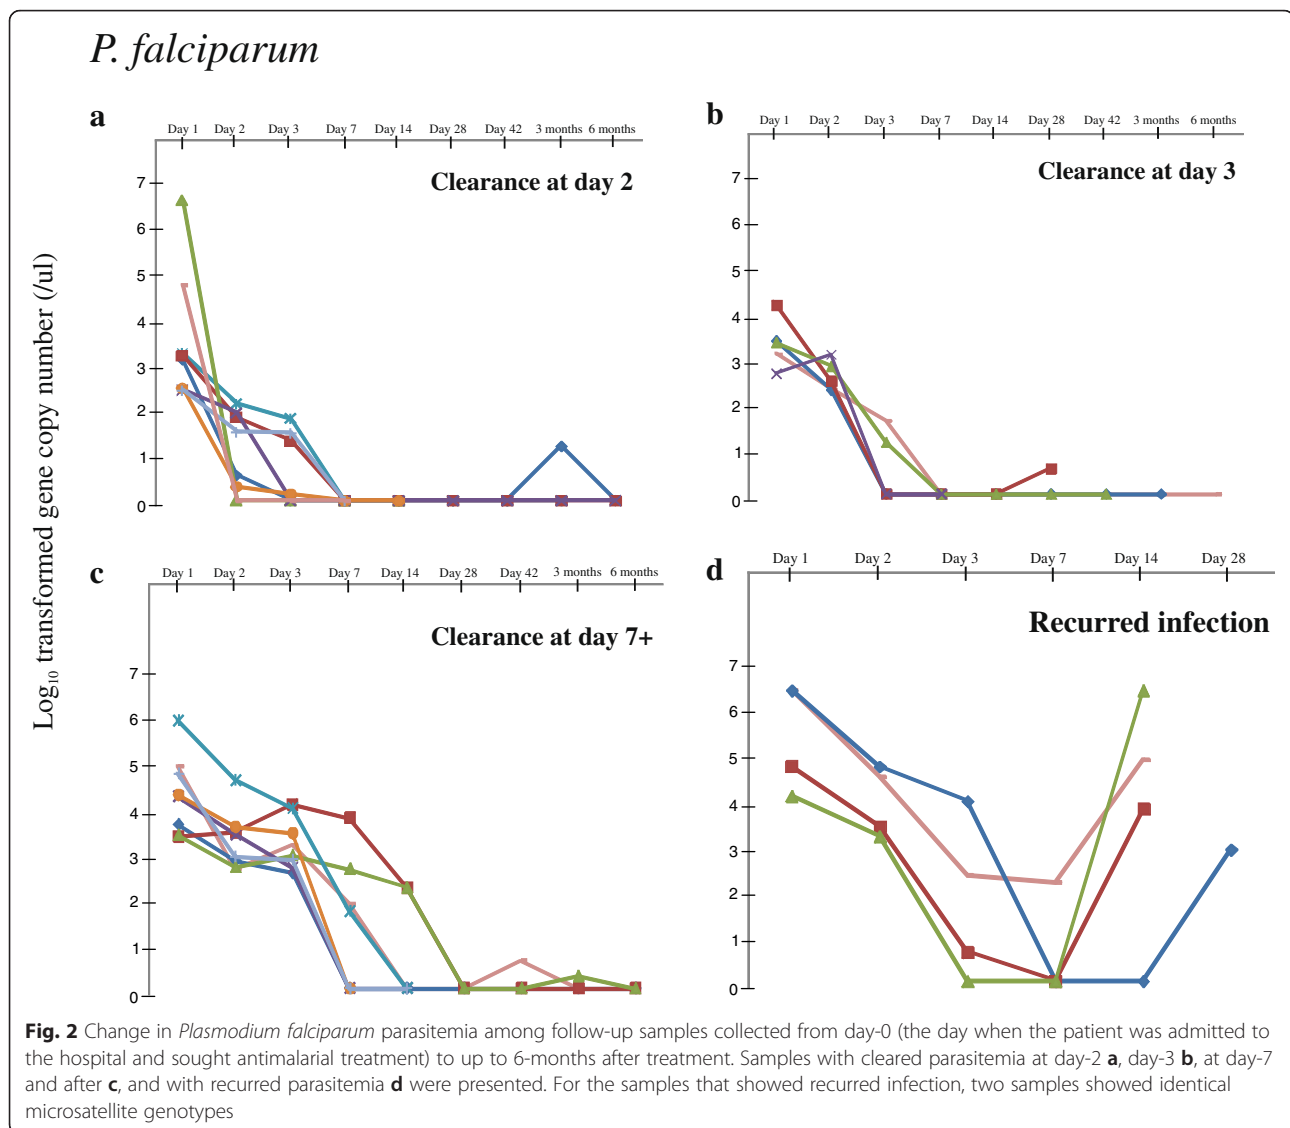 P. falciparum
Log10 transformed gene copy number (/ul)
a
Day 1 Day 2 Day 3 Day 7 Day 14 Day 28 Day 42 3 months 6 months
Clearance at day 2
7
6
5
4
3
2
1
0
b
Day 1 Day 2 Day 3 Day 7 Day 14 Day 28 Day 42 3 months 6 months
Clearance at day 3
7
6
5
4
3
2
1
0
c
Day 1 Day 2 Day 3 Day 7 Day 14 Day 28 Day 42 3 months 6 months
Clearance at day 7+
7
6
5
4
3
2
1
0
d
Day 1 Day 2 Day 3 Day 7 Day 14 Day 28
Recurred infection
7
6
5
4
3
2
1
0
Fig. 2 Change in Plasmodium falciparum parasitemia among follow-up samples collected from day-0 (the day when the patient was admitted to
the hospital and sought antimalarial treatment) to up to 6-months after treatment. Samples with cleared parasitemia at day-2 a, day-3 b, at day-7
and after c, and with recurred parasitemia d were presented. For the samples that showed recurred infection, two samples showed identical
microsatellite genotypes